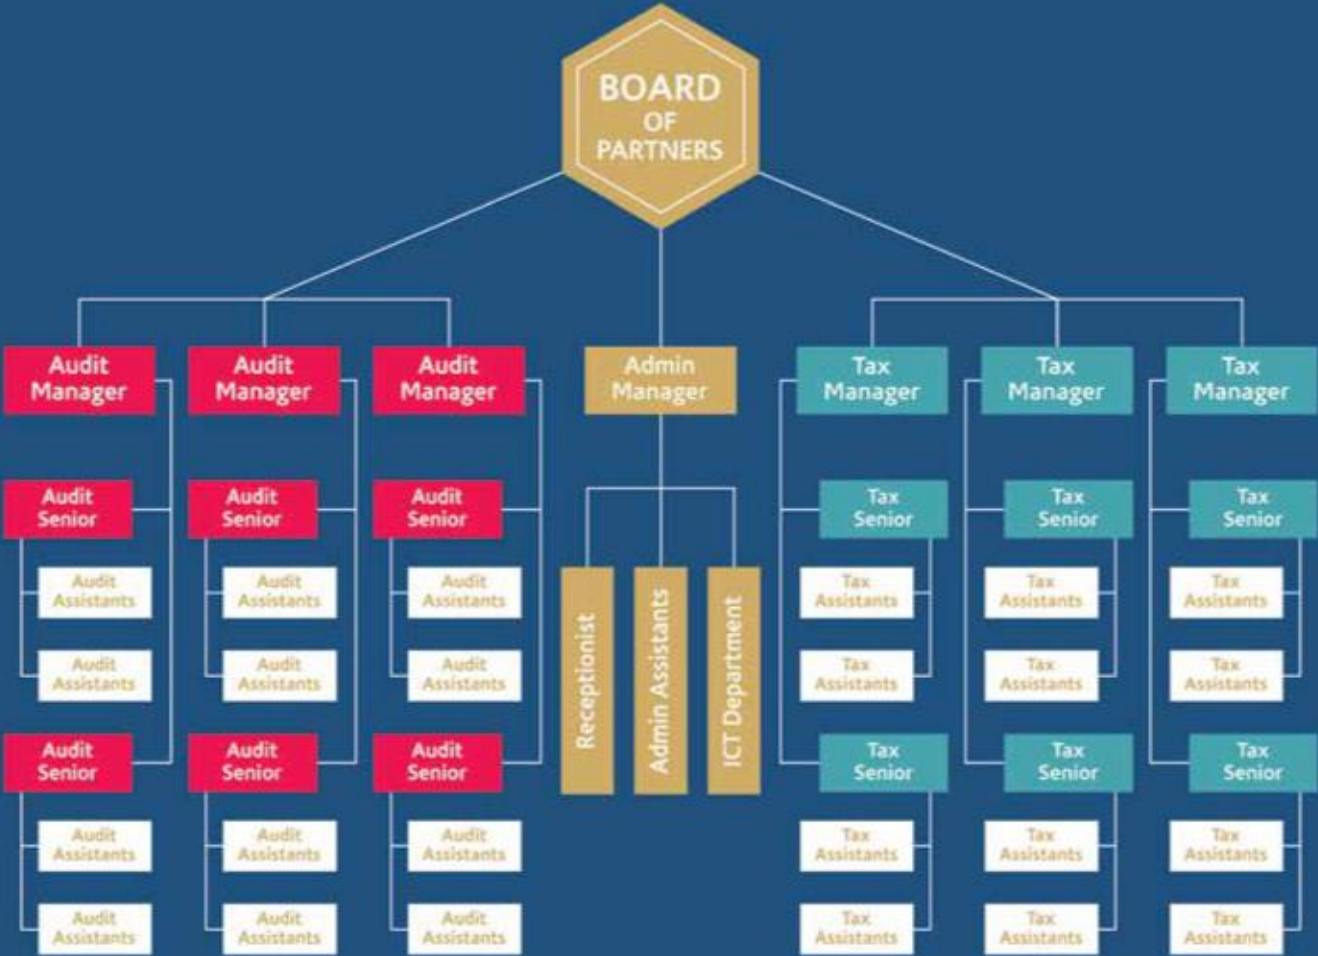 BOARD
OF
PARTNERS
Audit
Manager
Audit
Manager
Audit
Manager
Admin
Manager
Tax
Manager
Tax
Manager
Tax
Manager
Audit
Senior
Audit
Senior
Audit
Senior
Tax
Senior
Tax
Senior
Tax
Senior
Audit
Assistants
Audit
Assistants
Audit
Assistants
Receptionist
Admin Assistants
ICT Department
Tax
Assistants
Tax
Assistants
Tax
Assistants
Audit
Assistants
Audit
Assistants
Audit
Assistants
Tax
Assistants
Tax
Assistants
Tax
Assistants
Audit
Senior
Audit
Senior
Audit
Senior
Tax
Senior
Tax
Senior
Tax
Senior
Audit
Assistants
Audit
Assistants
Audit
Assistants
Tax
Assistants
Tax
Assistants
Tax
Assistants
Audit
Assistants
Audit
Assistants
Audit
Assistants
Tax
Assistants
Tax
Assistants
Tax
Assistants